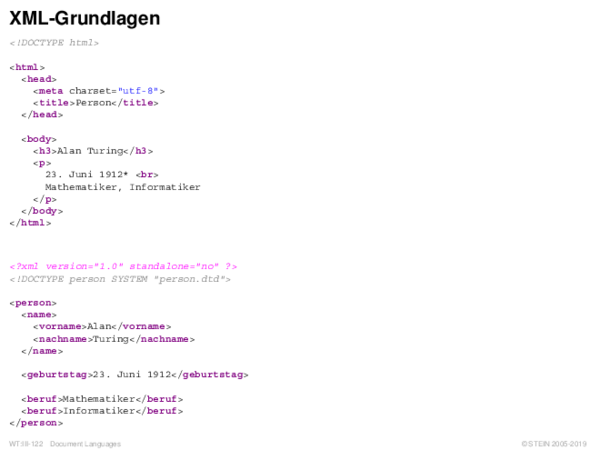 XML-Grundlagen
<!DOCTYPE html>
<html>
<head>
<meta charset="utf-8">
<title>Person</title>
</head>
<body>
<h3>Alan Turing</h3>
<p>
23. Juni 1912* <br>
Mathematiker, Informatiker
</p>
</body>
</html>
<?xml version="1.0" standalone="no" ?>
<!DOCTYPE person SYSTEM "person.dtd">
<person>
<name>
<vorname>Alan</vorname>
<nachname>Turing</nachname>
</name>
<geburtstag>23. Juni 1912</geburtstag>
<beruf>Mathematiker</beruf>
<beruf>Informatiker</beruf>
</person>
WT:III-122 Document Languages © STEIN 2005-2019